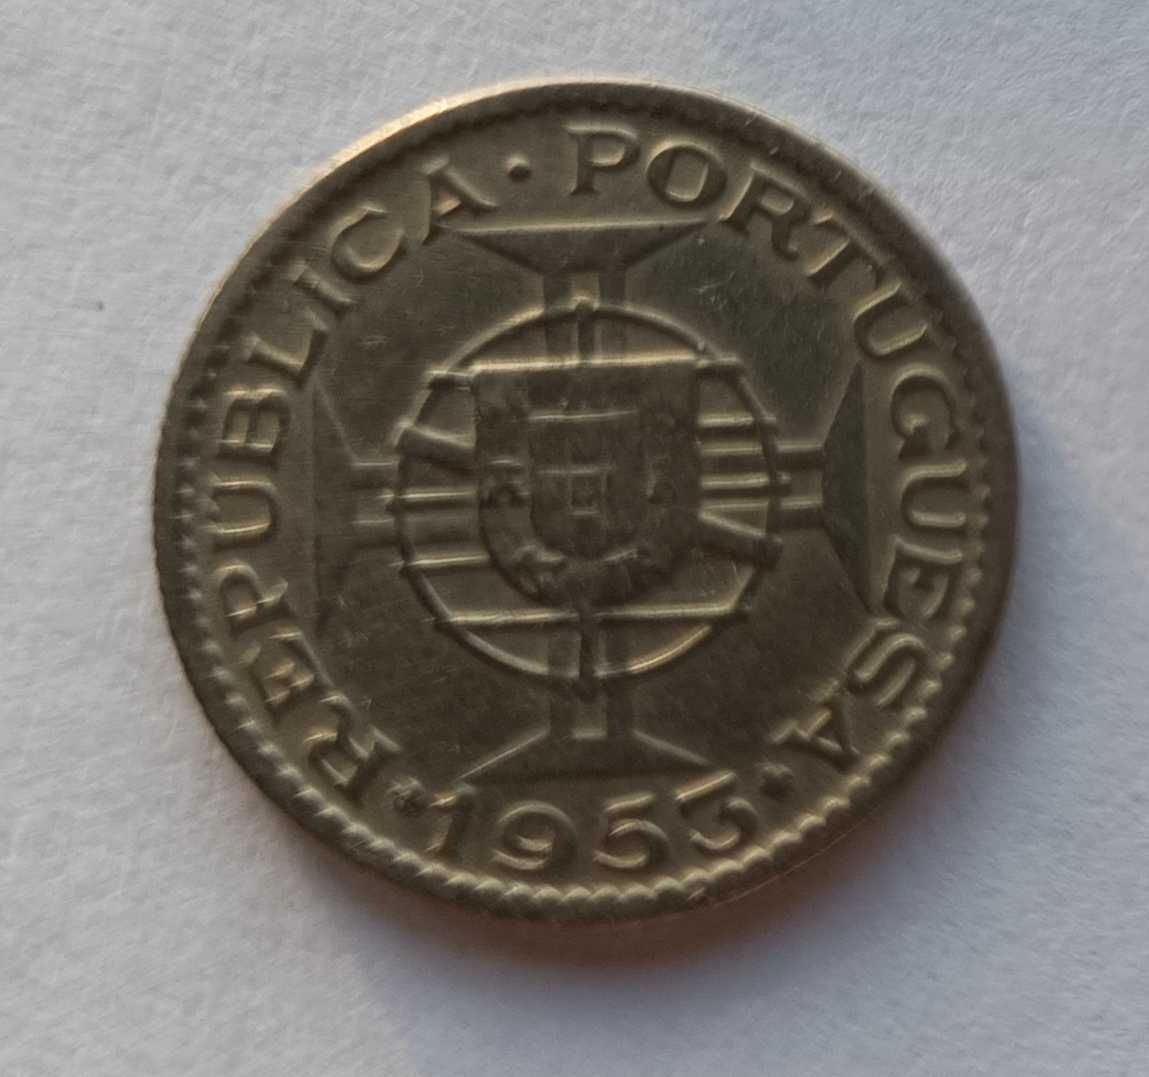 REPUBLICA · PORTUGUESA
* 1953 *